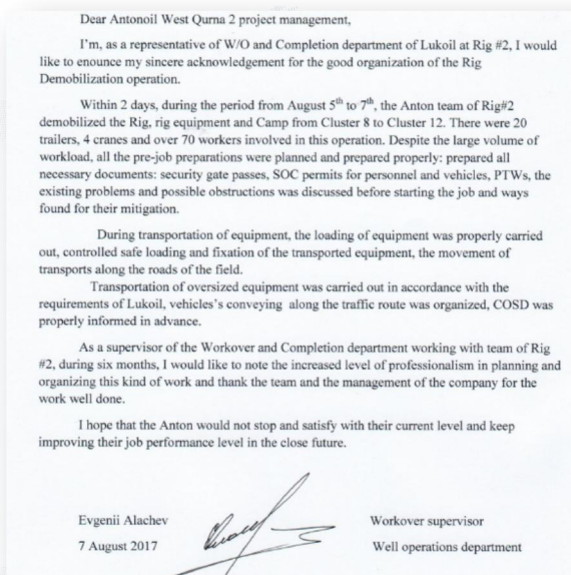 Dear Antonoil West Qurna 2 project management,
I'm, as a representative of W/O and Completion department of Lukoil at Rig #2, I would
like to enounce my sincere acknowledgement for the good organization of the Rig
Demobilization operation.
Within 2 days, during the period from August 5th to 7th, the Anton team of Rig#2
demobilized the Rig, rig equipment and Camp from Cluster 8 to Cluster 12. There were 20
trailers, 4 cranes and over 70 workers involved in this operation. Despite the large volume of
workload, all the pre-job preparations were planned and prepared properly: prepared all
necessary documents: security gate passes, SOC permits for personnel and vehicles, PTWs, the
existing problems and possible obstructions was discussed before starting the job and ways
found for their mitigation.
During transportation of equipment, the loading of equipment was properly carried
out, controlled safe loading and fixation of the transported equipment, the movement of
transports along the roads of the field.
Transportation of oversized equipment was carried out in accordance with the
requirements of Lukoil, vehicles's conveying along the traffic route was organized, COSD was
properly informed in advance.
As a supervisor of the Workover and Completion department working with team of Rig
#2, during six months, I would like to note the increased level of professionalism in planning and
organizing this kind of work and thank the team and the management of the company for the
work well done.
I hope that the Anton would not stop and satisfy with their current level and keep
improving their job performance level in the close future.
Evgenii Alachev
Workover supervisor
7 August 2017
Well operations department